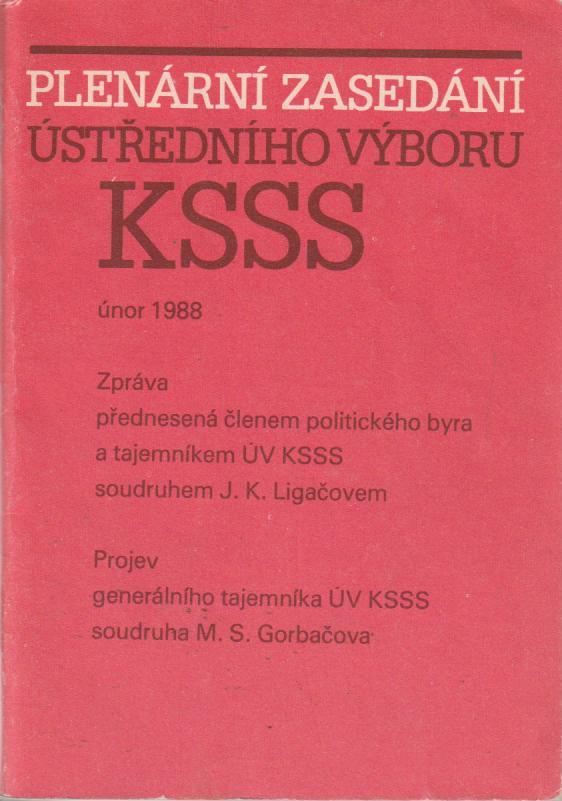 PLENÁRNÍ ZASEDÁNÍ
ÚSTŘEDNÍHO VÝBORU
KSSS
únor 1988
Zpráva
přednesená členem politického byra
a tajemníkem ÚV KSSS
soudruhem J. K. Ligačovem
Projev
generálního tajemníka ÚV KSSS
soudruha M. S. Gorbačova